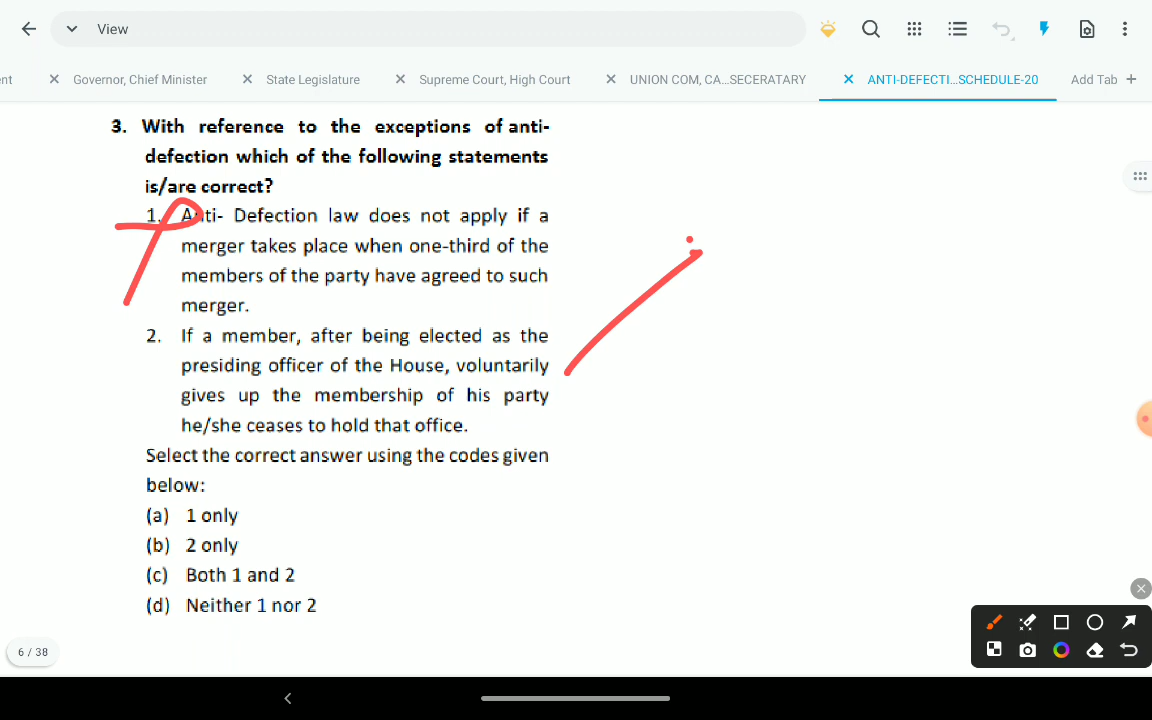 View
nt
Governor, Chief Minister
State Legislature
Supreme Court, High Court
UNION COM, CA...SECERATARY
ANTI-DEFECTI...SCHEDULE-20
Add Tab +
3. With reference to the exceptions of anti-
defection which of the following statements
is/are correct?
1. Anti- Defection law does not apply if a
merger takes place when one-third of the
members of the party have agreed to such
merger.
2. If a member, after being elected as the
presiding officer of the House, voluntarily
gives up the membership of his party
he/she ceases to hold that office.
Select the correct answer using the codes given
below:
(a) 1 only
(b) 2 only
(c) Both 1 and 2
(d) Neither 1 nor 2
6 / 38